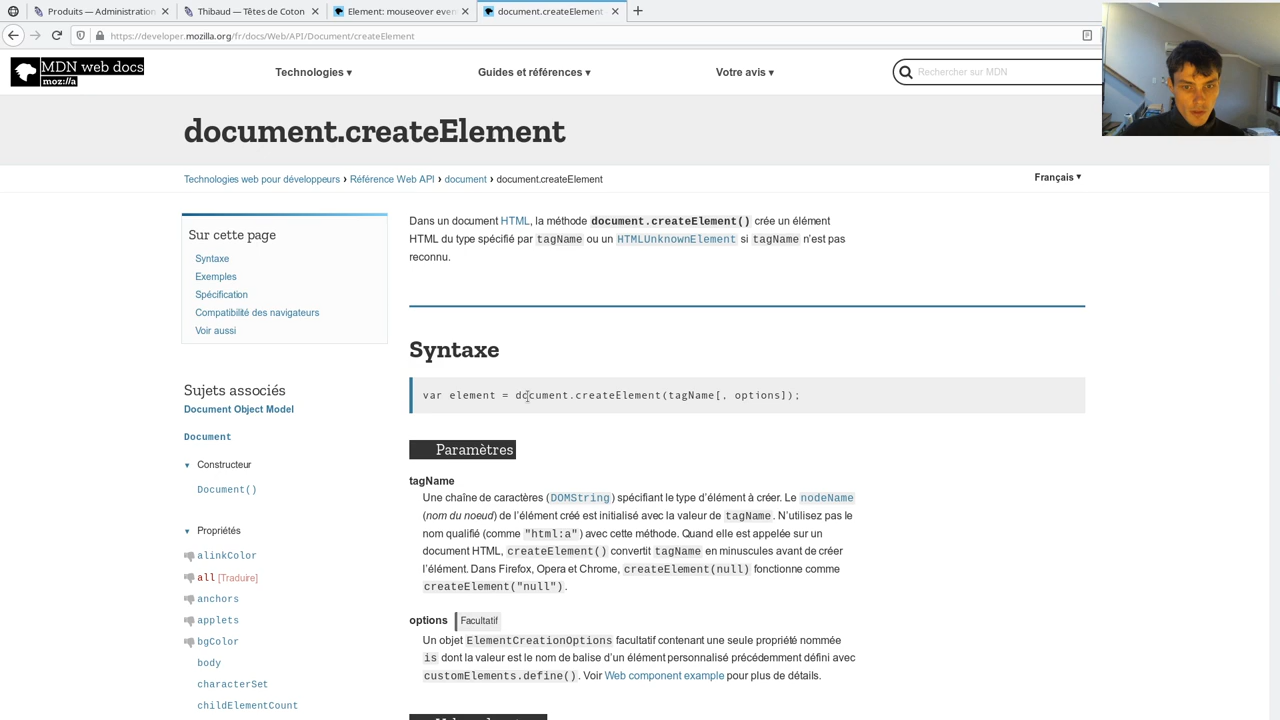 Produites — Administration
Thibaud — Têtes de Coton
Element: mouseover even
document.createElement
https://developer.mozilla.org/fr/docs/Web/API/Document/createElement
MDN web docs
moz://a
Technologies ▾
Guides et références ▾
Votre avis ▾
Rechercher sur MDN
document.createElement
Technologies web pour développeurs › Référence Web API › document › document.createElement
Français ▾
Sur cette page
Syntaxe
Exemples
Spécification
Compatibilité des navigateurs
Voir aussi
Sujets associés
Document Object Model
Document
Constructeur
Document()
Propriétés
alinkColor
all [Traduire]
anchors
applets
bgColor
body
characterSet
childElementCount
Dans un document HTML, la méthode document.createElement() crée un élément
HTML du type spécifié par tagName ou un HTMLUnknownElement si tagName n’est pas
reconnu.
Syntaxe
var element = document.createElement(tagName[, options]);
Paramètres
tagName
Une chaîne de caractères (DOMString) spécifiant le type d’élément à créer. Le nodeName
(nom du noeud) de l’élément créé est initialisé avec la valeur de tagName. N’utilisez pas le
nom qualifié (comme "html:a") avec cette méthode. Quand elle est appelée sur un
document HTML, createElement() convertit tagName en minuscules avant de créer
l’élément. Dans Firefox, Opera et Chrome, createElement(null) fonctionne comme
createElement("null").
options Facultatif
Un objet ElementCreationOptions facultatif contenant une seule propriété nommée
is dont la valeur est le nom de balise d’un élément personnalisé précédemment défini avec
customElements.define(). Voir Web component example pour plus de détails.